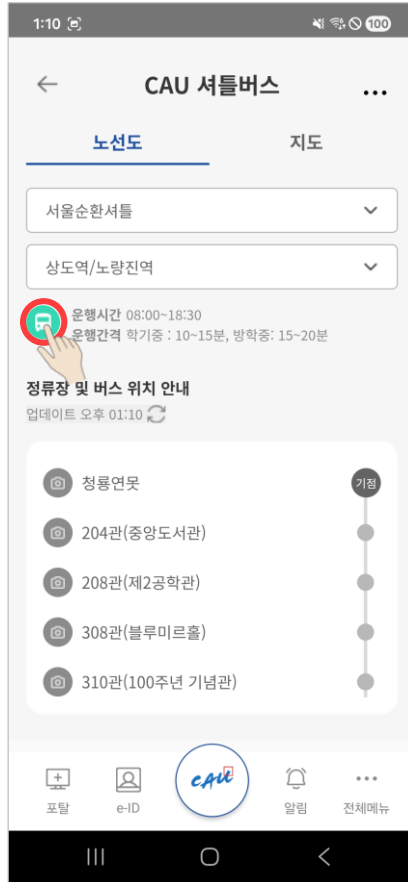 1:10
100
CAU 셔틀버스
노선도 지도
서울순환셔틀
상도역/노량진역
운행시간 08:00~18:30
운행간격 학기중 : 10~15분, 방학중: 15~20분
정류장 및 버스 위치 안내
업데이트 오후 01:10
청룡연못 기점
204관(중앙도서관)
208관(제2공학관)
308관(블루미르홀)
310관(100주년 기념관)
CAU
포탈 e-ID 알림 전체메뉴